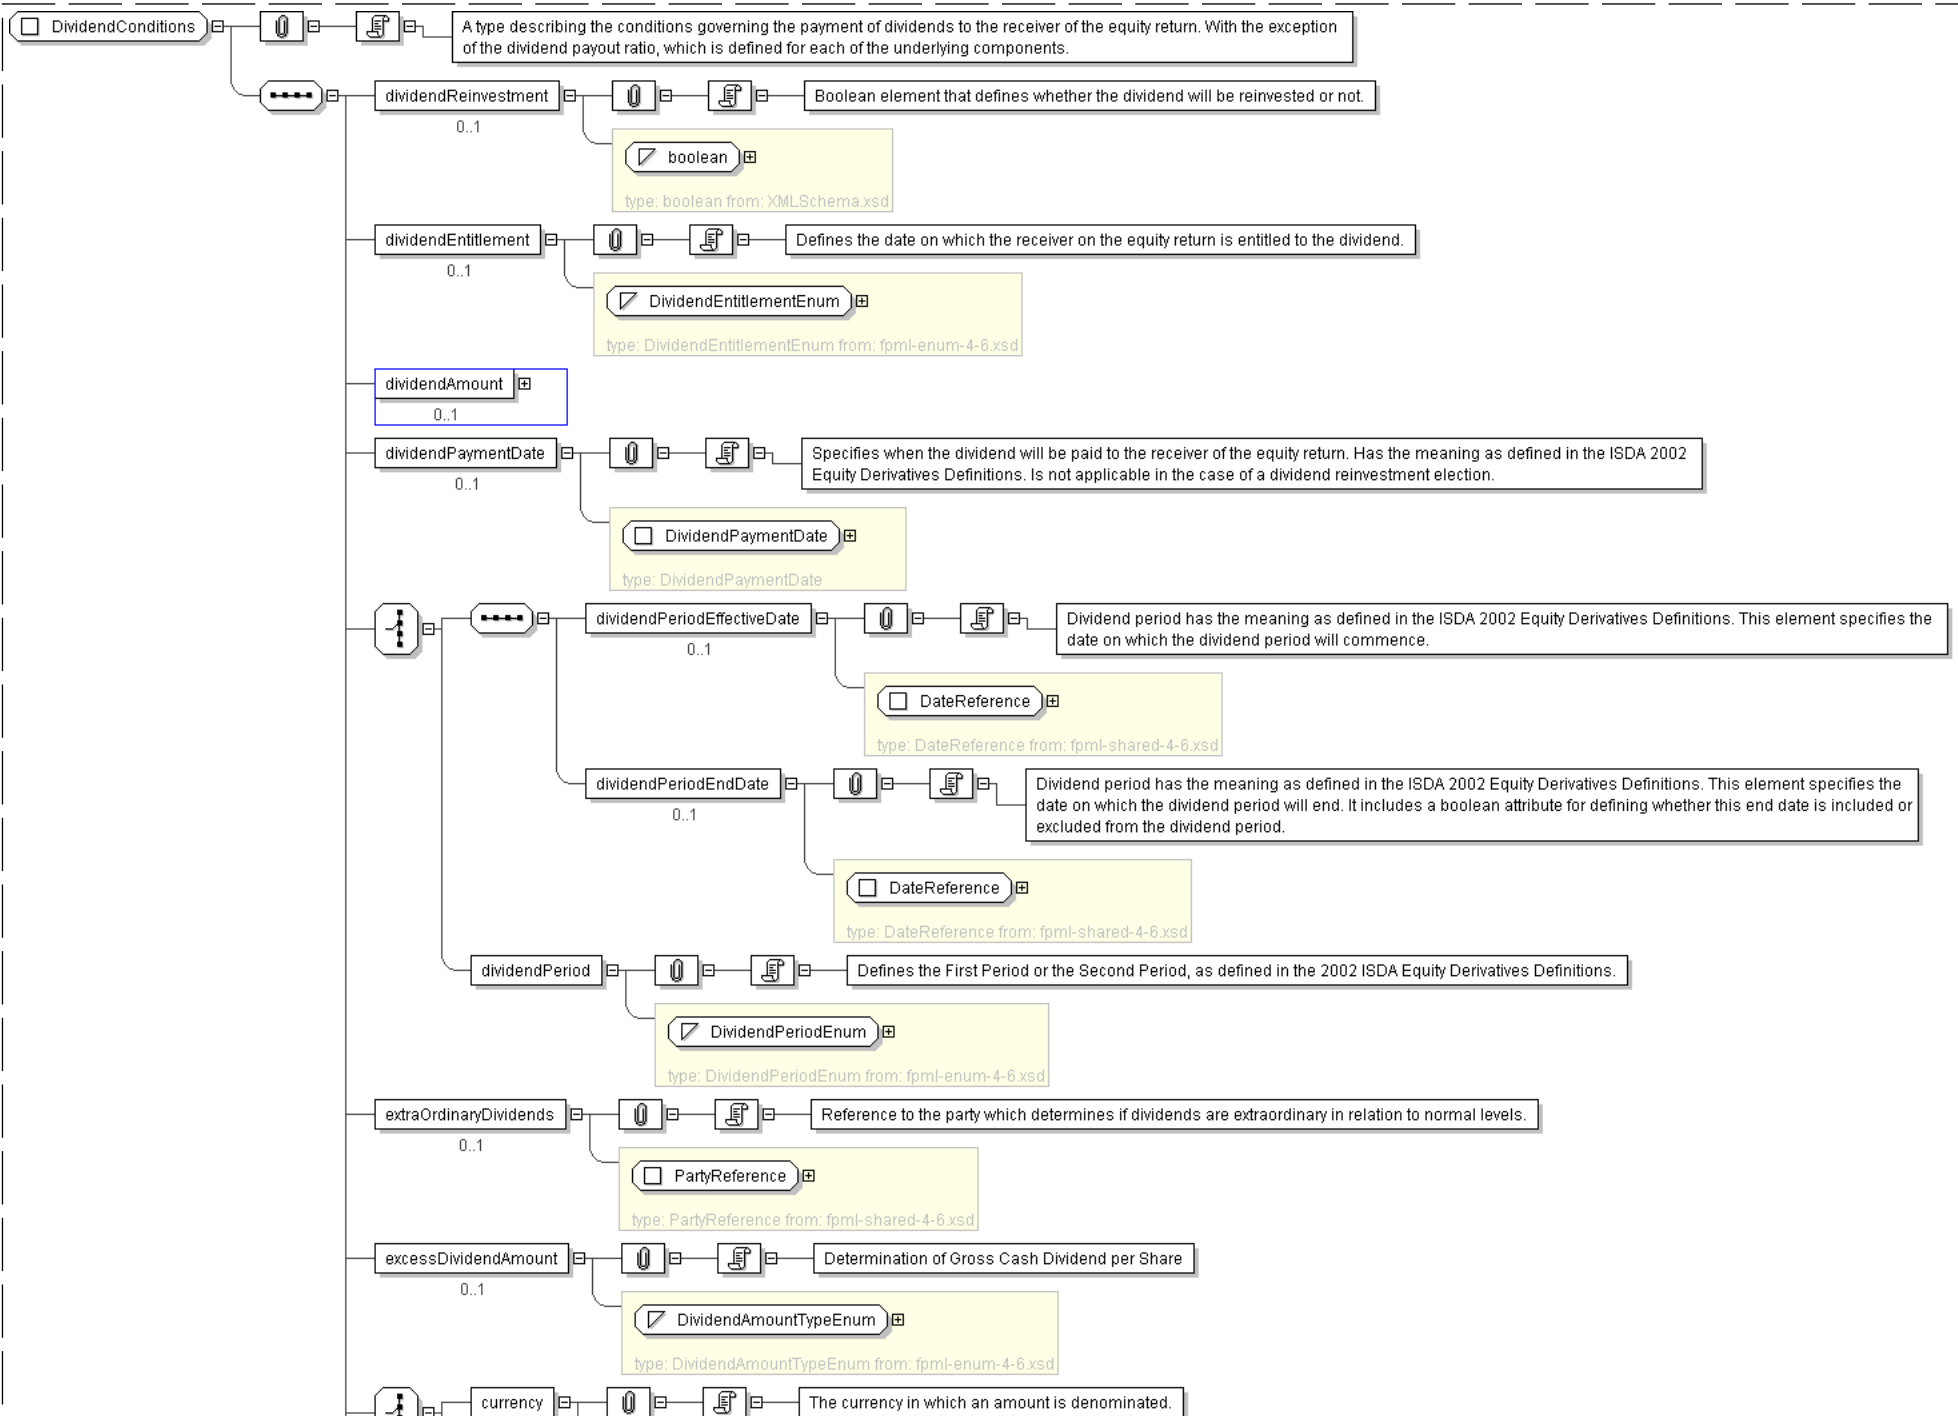 DividendConditions
A type describing the conditions governing the payment of dividends to the receiver of the equity return. With the exception
of the dividend payout ratio, which is defined for each of the underlying components.
dividendReinvestment
Boolean element that defines whether the dividend will be reinvested or not.
0..1
boolean
type: boolean from: XMLSchema.xsd
dividendEntitlement
Defines the date on which the receiver on the equity return is entitled to the dividend.
0..1
DividendEntitlementEnum
type: DividendEntitlementEnum from: fpml-enum-4-6.xsd
dividendAmount
0..1
dividendPaymentDate
Specifies when the dividend will be paid to the receiver of the equity return. Has the meaning as defined in the ISDA 2002
Equity Derivatives Definitions. Is not applicable in the case of a dividend reinvestment election.
0..1
DividendPaymentDate
type: DividendPaymentDate
dividendPeriodEffectiveDate
Dividend period has the meaning as defined in the ISDA 2002 Equity Derivatives Definitions. This element specifies the
date on which the dividend period will commence.
0..1
DateReference
type: DateReference from: fpml-shared-4-6.xsd
dividendPeriodEndDate
Dividend period has the meaning as defined in the ISDA 2002 Equity Derivatives Definitions. This element specifies the
date on which the dividend period will end. It includes a boolean attribute for defining whether this end date is included or
excluded from the dividend period.
0..1
DateReference
type: DateReference from: fpml-shared-4-6.xsd
dividendPeriod
Defines the First Period or the Second Period, as defined in the 2002 ISDA Equity Derivatives Definitions.
DividendPeriodEnum
type: DividendPeriodEnum from: fpml-enum-4-6.xsd
extraOrdinaryDividends
Reference to the party which determines if dividends are extraordinary in relation to normal levels.
0..1
PartyReference
type: PartyReference from: fpml-shared-4-6.xsd
excessDividendAmount
Determination of Gross Cash Dividend per Share
0..1
DividendAmountTypeEnum
type: DividendAmountTypeEnum from: fpml-enum-4-6.xsd
currency
The currency in which an amount is denominated.